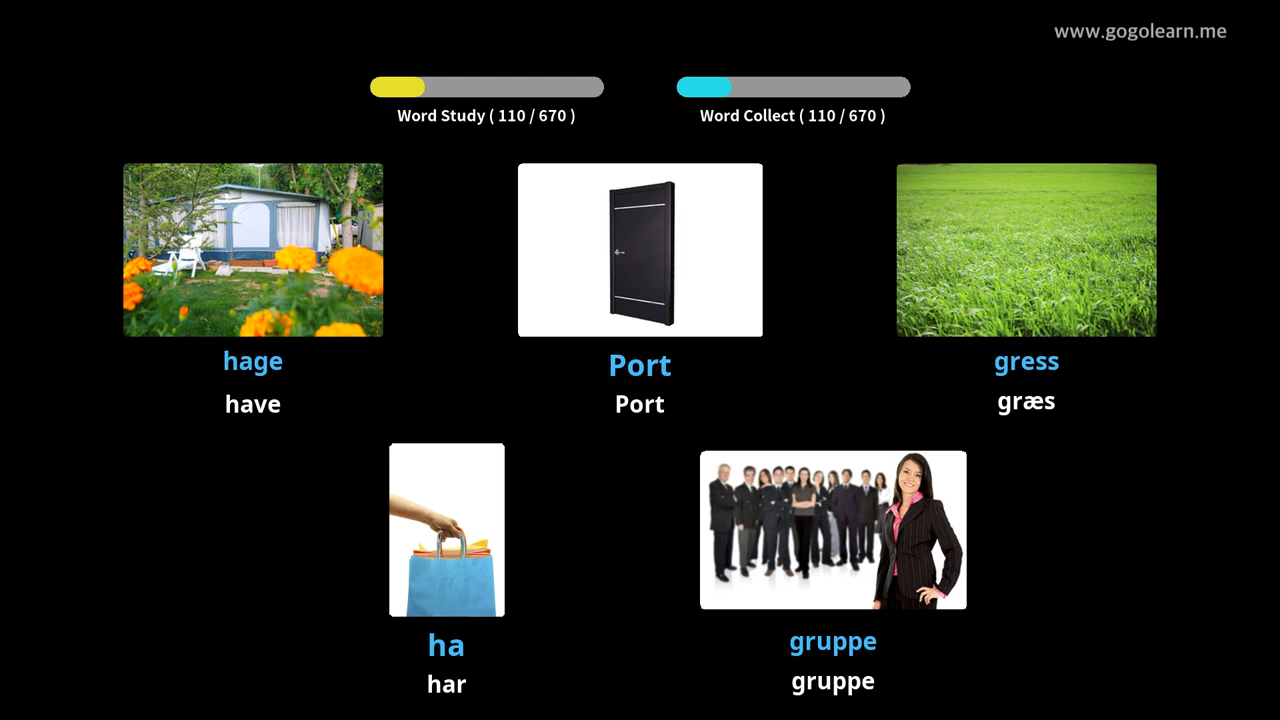 www.gogolearn.me
Word Study ( 110 / 670 )
Word Collect ( 110 / 670 )
hage
have
Port
Port
gress
græs
ha
har
gruppe
gruppe